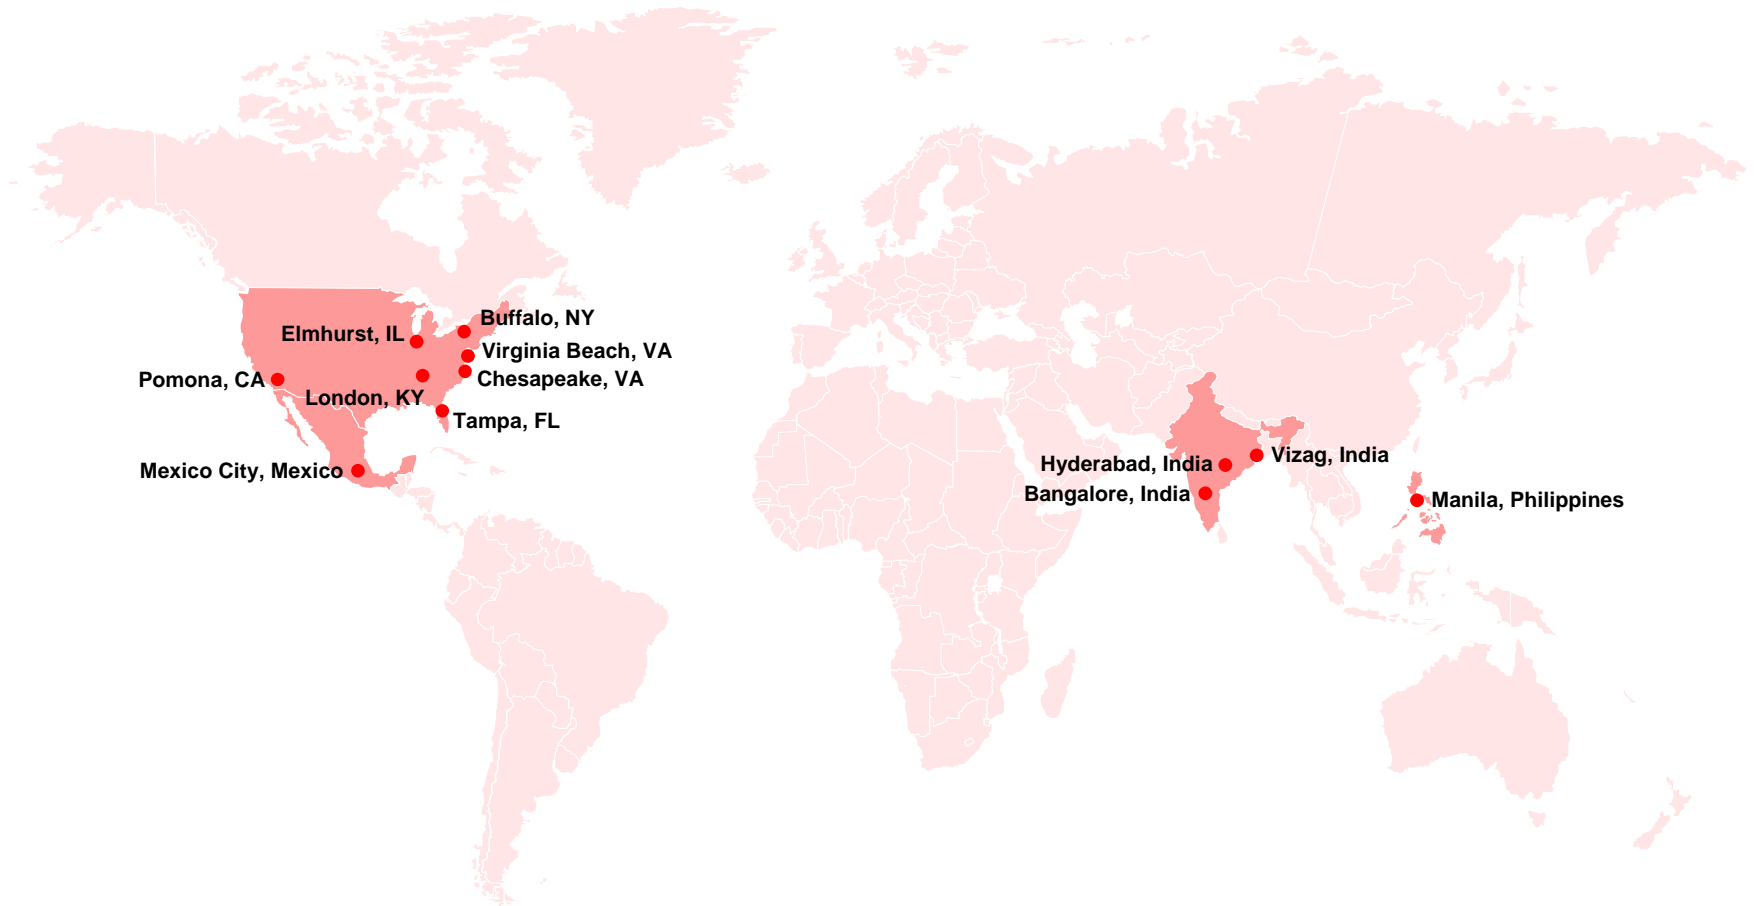 Buffalo, NY
Elmhurst, IL
Virginia Beach, VA
Pomona, CA
Chesapeake, VA
London, KY
Tampa, FL
Mexico City, Mexico
Vizag, India
Hyderabad, India
Bangalore, India
Manila, Philippines